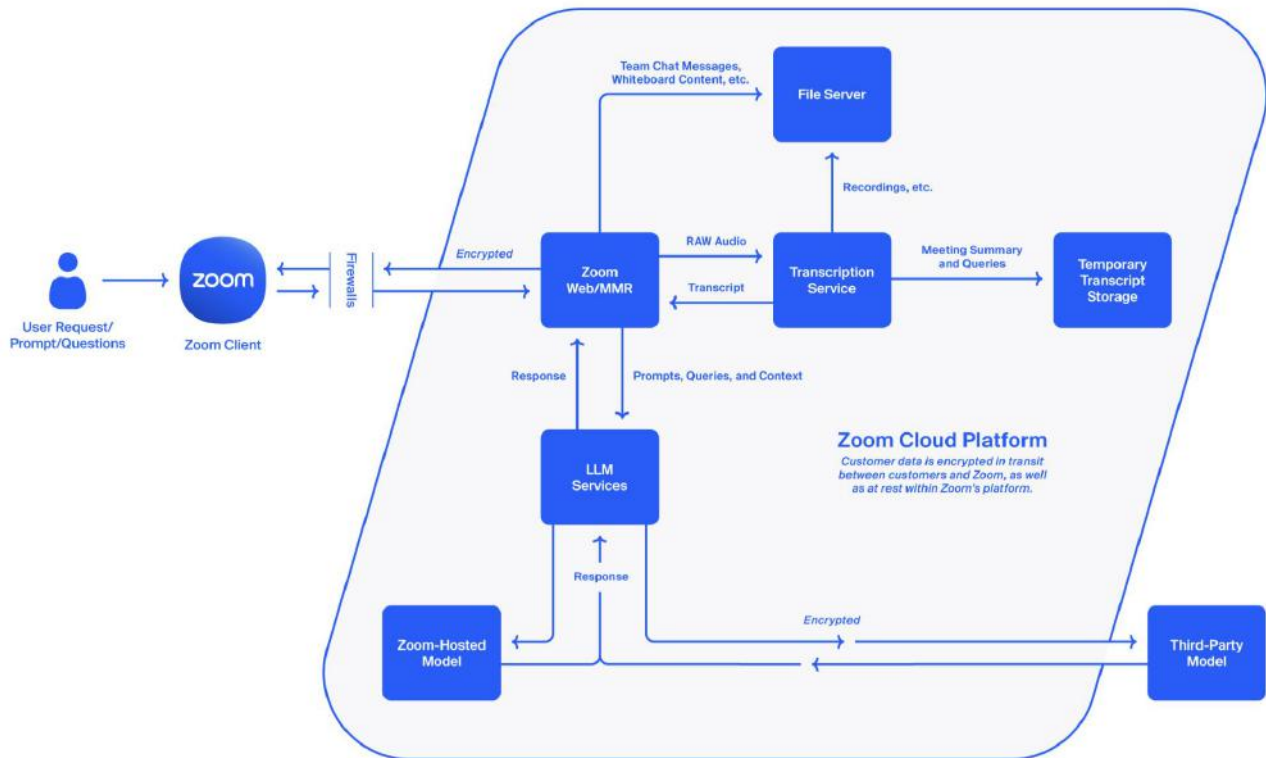 Team Chat Messages,
Whiteboard Content, etc.
File Server
Recordings, etc.
Encrypted
RAW Audio
Meeting Summary
and Queries
zoom
Firewalls
Zoom
Web/MMR
Transcription
Service
Temporary
Transcript
Storage
Transcript
User Request/
Prompt/Questions
Zoom Client
Response
Prompts, Queries, and Context
LLM
Services
Zoom Cloud Platform
Customer data is encrypted in transit
between customers and Zoom, as well
as at rest within Zoom's platform.
Response
Encrypted
Zoom-Hosted
Model
Third-Party
Model